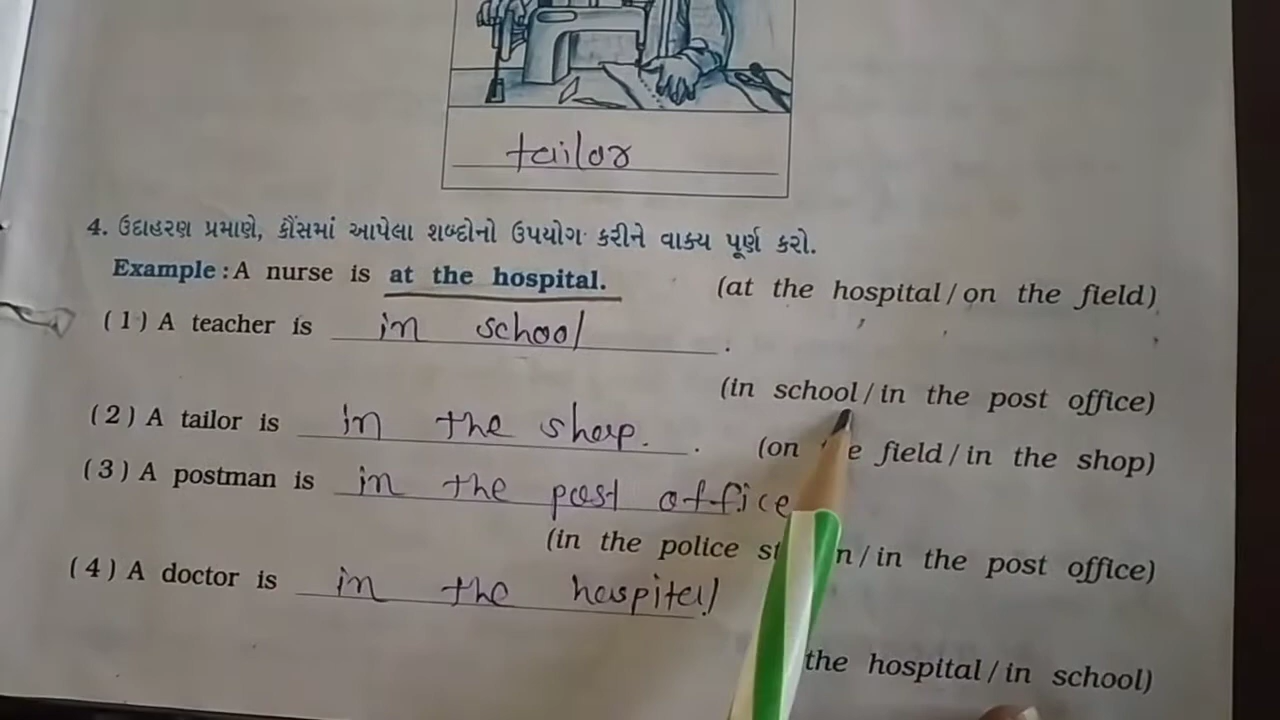 tailor
4. ઉદાહરણ પ્રમાણે, કૌંસમાં આપેલા શબ્દોનો ઉપયોગ કરીને વાક્ય પૂર્ણ કરો.
Example : A nurse is at the hospital. (at the hospital / on the field)
(1) A teacher is in school .
(in school / in the post office)
(2) A tailor is in the shop. . (on field / in the shop)
(3) A postman is in the post office
(in the police / in the post office)
(4) A doctor is in the hospital
the hospital / in school)